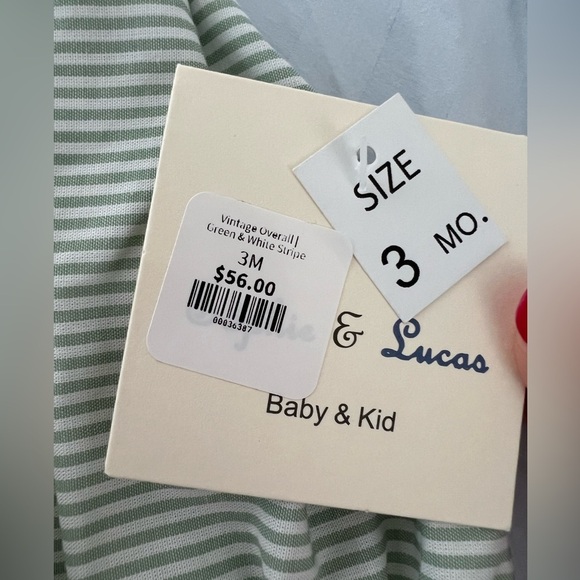 SIZE
3 MO.
Vintage Overall |
Green & White Stripe
3M
$56.00
00036387
& Lucas
Baby & Kid